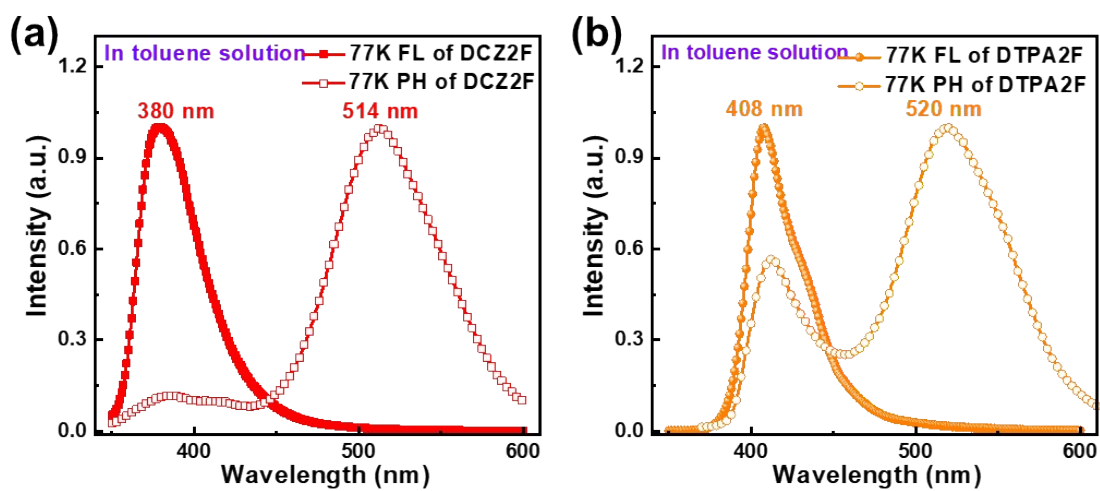 (a)
In toluene solution
77K FL of DCZ2F
77K PH of DCZ2F
380 nm
514 nm
1.2
0.9
0.6
0.3
0.0
Intensity (a.u.)
400
500
600
Wavelength (nm)
(b)
In toluene solution
77K FL of DTPA2F
77K PH of DTPA2F
408 nm
520 nm
1.2
0.9
0.6
0.3
0.0
Intensity (a.u.)
400
500
600
Wavelength (nm)